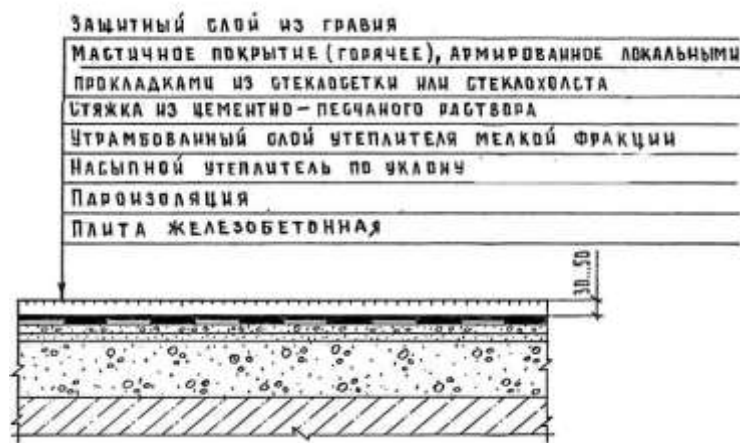 ЗАЩИТНЫЙ СЛОЙ ИЗ ГРАВИЯ
МАСТИЧНОЕ ПОКРЫТИЕ (ГОРЯЧЕЕ), АРМИРОВАННОЕ ЛОКАЛЬНЫМИ
ПРОКЛАДКАМИ ИЗ СТЕКЛОСЕТКИ ИЛИ СТЕКЛОХОЛСТА
СТЯЖКА ИЗ ЦЕМЕНТНО-ПЕСЧАНОГО РАСТВОРА
УТРАМБОВАННЫЙ СЛОЙ УТЕПЛИТЕЛЯ МЕЛКОЙ ФРАКЦИИ
НАСЫПНОЙ УТЕПЛИТЕЛЬ ПО УКЛОНУ
ПАРОИЗОЛЯЦИЯ
ПЛИТА ЖЕЛЕЗОБЕТОННАЯ
30...50